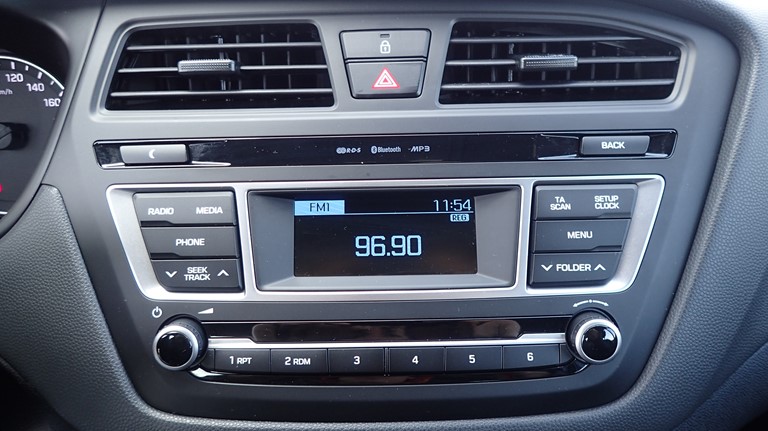 120
140
160
km/h
R·D·S Bluetooth MP3
BACK
RADIO MEDIA
PHONE
SEEK
TRACK
FM1 11:54
REG
96.90
TA
SCAN
SETUP
CLOCK
MENU
FOLDER
1 RPT 2 RDM 3 4 5 6